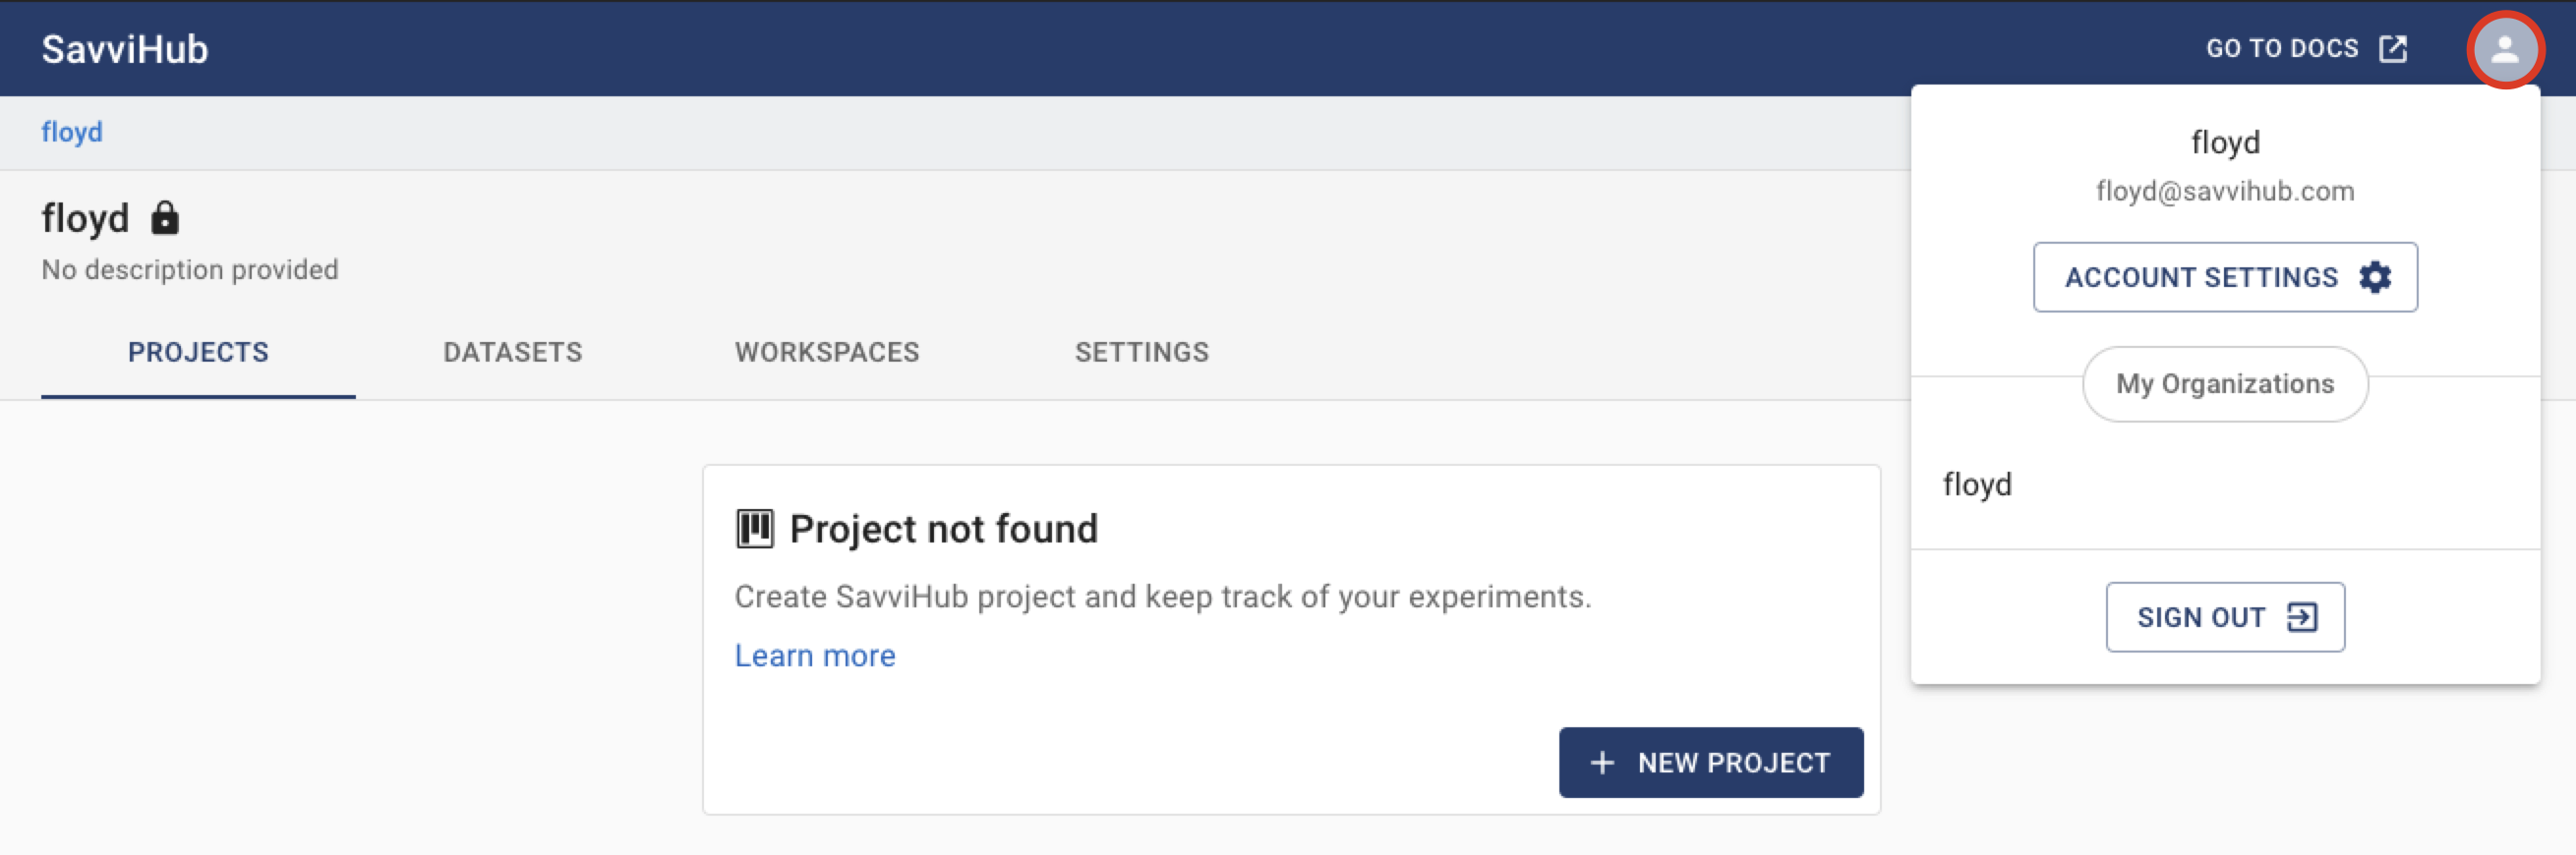 SavviHub
GO TO DOCS
floyd
floyd
No description provided
PROJECTS
DATASETS
WORKSPACES
SETTINGS
Project not found
Create SavviHub project and keep track of your experiments.
Learn more
+ NEW PROJECT
floyd
floyd@savvihub.com
ACCOUNT SETTINGS
My Organizations
floyd
SIGN OUT